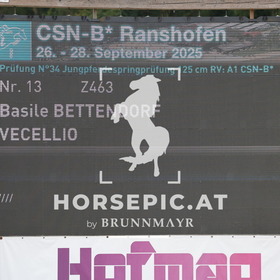 CSN-B* Ranshofen
26. - 28. September 2025
Prüfung N°34 Jungpferdespringprüfung 125 cm RV: A1 CSN-B*
Nr. 13 Z463
Basile BETTENDORF
VECELLIO
////
HORSEPIC.AT
by BRUNNMAYR
Hofmag